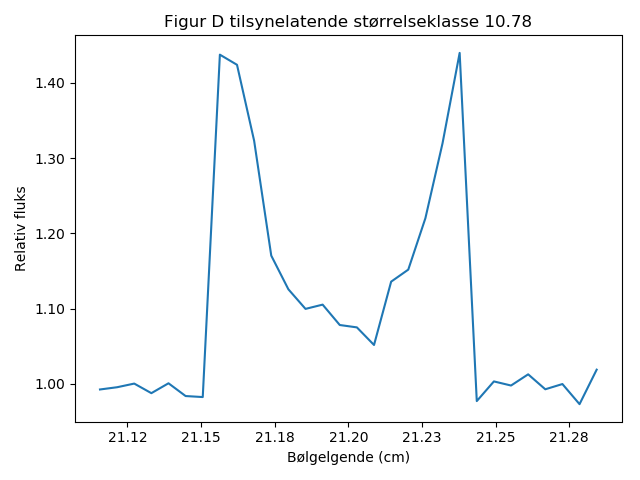 Figur D tilsynelatende størrelseklasse 10.78
1.40
1.30
1.20
1.10
1.00
Relativ fluks
21.12 21.15 21.18 21.20 21.23 21.25 21.28
Bølgelgende (cm)